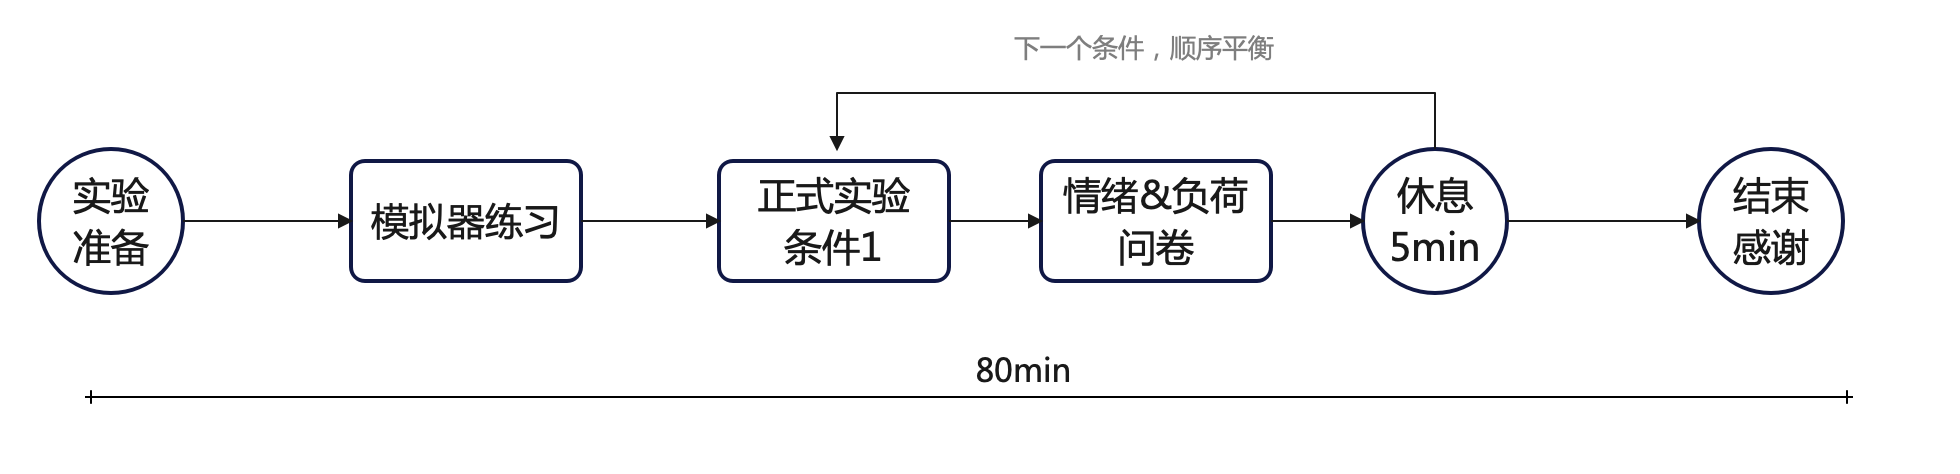 下一个条件，顺序平衡
实验
准备
模拟器练习
正式实验
条件1
情绪&负荷
问卷
休息
5min
结束
感谢
80min